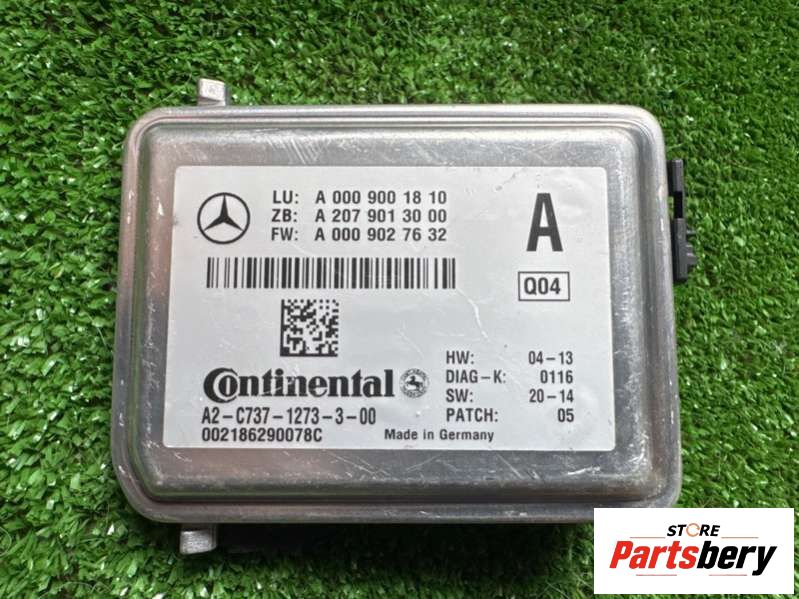 LU: A 000 900 18 10
ZB: A 207 901 30 00
FW: A 000 902 76 32
A
Q04
Continental
HW: 04-13
DIAG-K: 0116
SW: 20-14
PATCH: 05
A2-C737-1273-3-00
002186290078C
Made in Germany
STORE
Partsbery